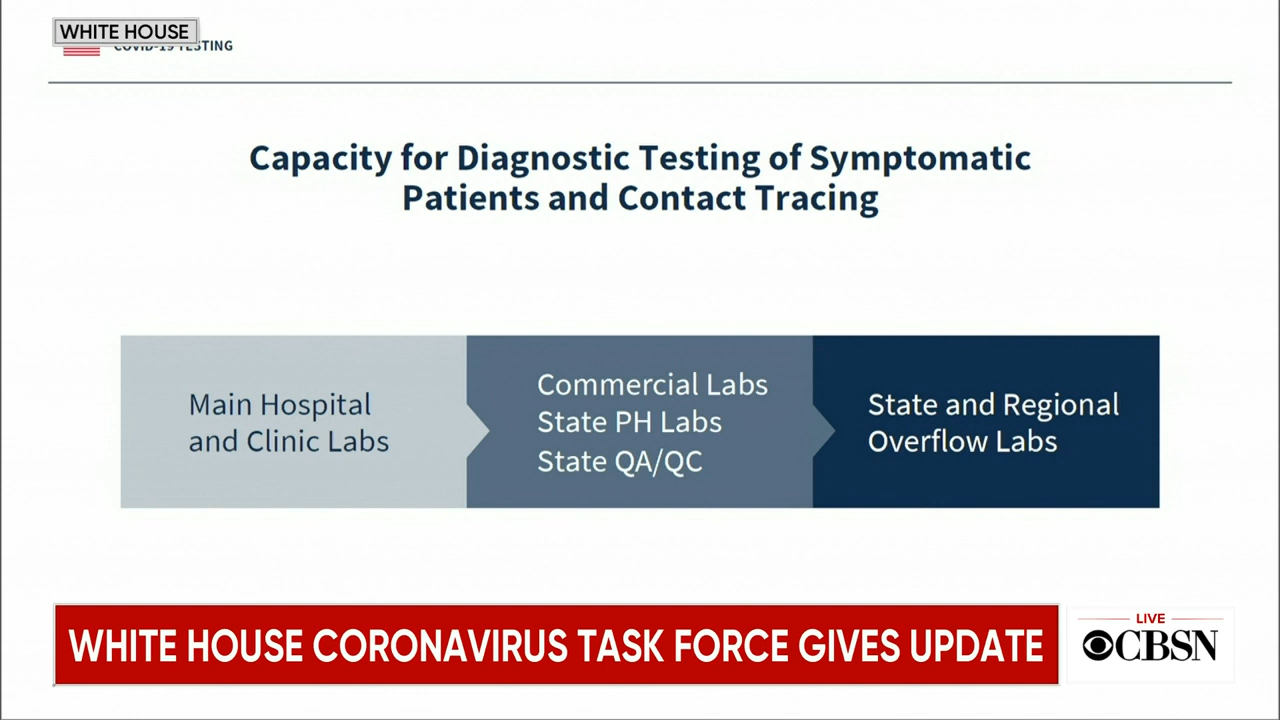 WHITE HOUSE
COVID-19 TESTING
Capacity for Diagnostic Testing of Symptomatic
Patients and Contact Tracing
Main Hospital
and Clinic Labs
Commercial Labs
State PH Labs
State QA/QC
State and Regional
Overflow Labs
WHITE HOUSE CORONAVIRUS TASK FORCE GIVES UPDATE
LIVE
CBSN